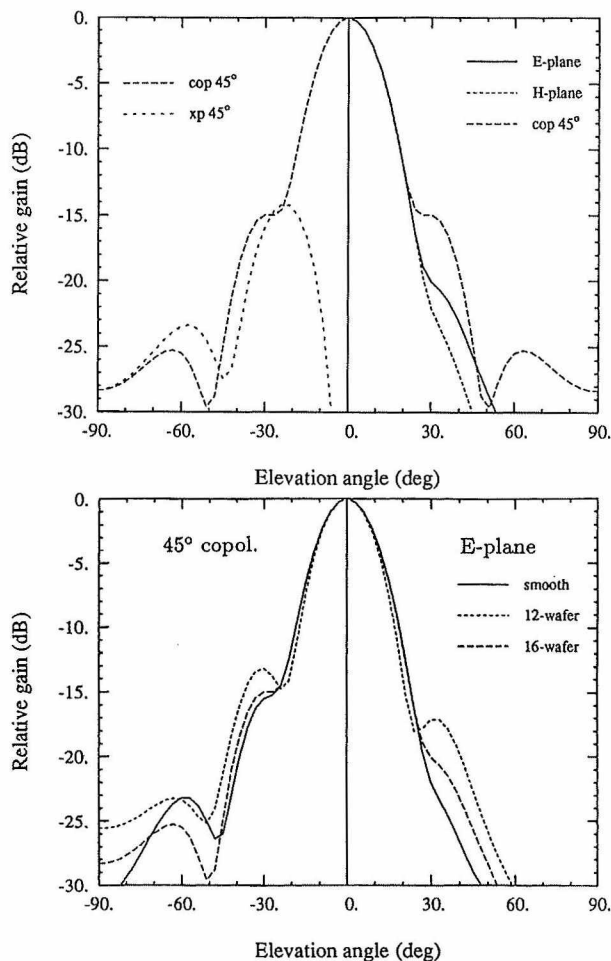 0.
-5.
-10.
-15.
-20.
-25.
-30.
Relative gain (dB)
cop 45°
xp 45°
E-plane
H-plane
cop 45°
-90. -60. -30. 0. 30. 60. 90.
Elevation angle (deg)
0.
-5.
-10.
-15.
-20.
-25.
-30.
Relative gain (dB)
45° copol.
E-plane
smooth
12-wafer
16-wafer
-90. -60. -30. 0. 30. 60. 90.
Elevation angle (deg)